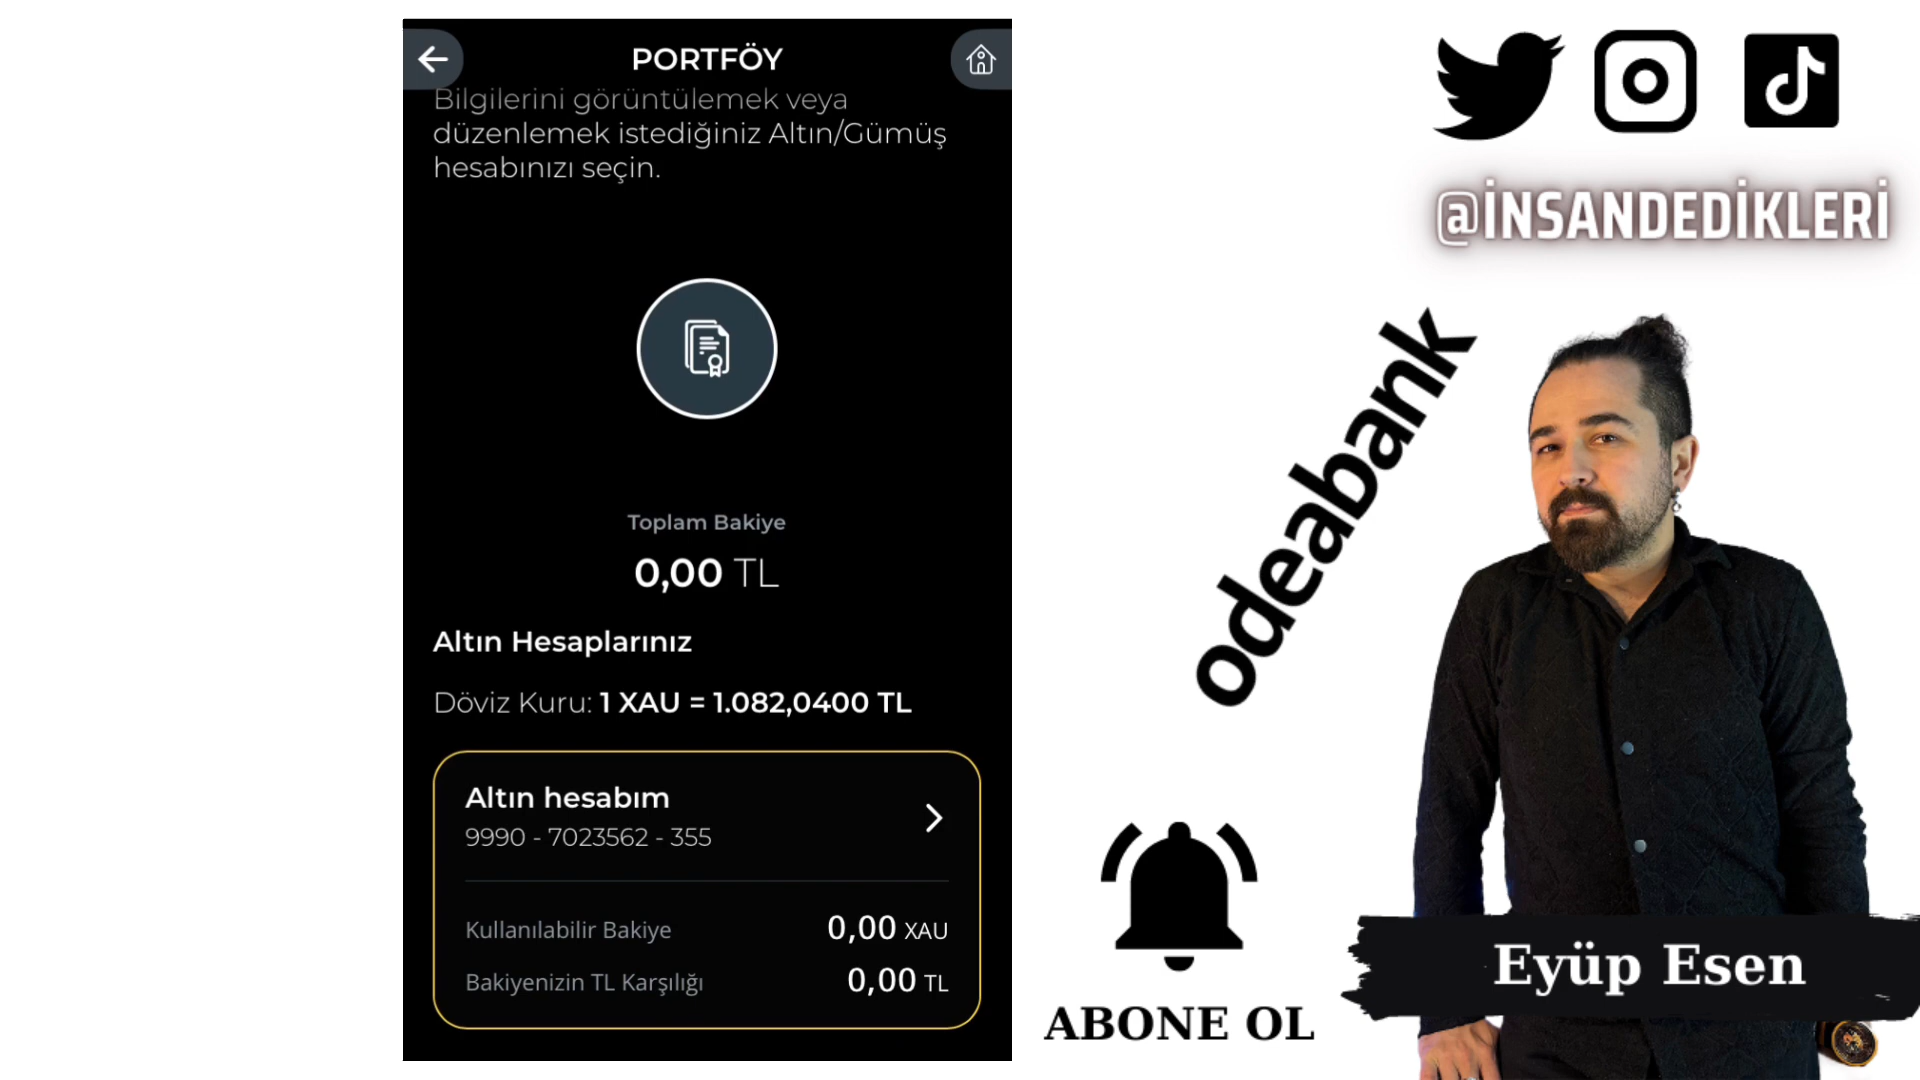 PORTFÖY
Bilgilerini görüntülemek veya
düzenlemek istediğiniz Altın/Gümüş
hesabınızı seçin.
Toplam Bakiye
0,00 TL
Altın Hesaplarınız
Döviz Kuru: 1 XAU = 1.082,0400 TL
Altın hesabım
9990 - 7023562 - 355
Kullanılabilir Bakiye 0,00 XAU
Bakiyenizin TL Karşılığı 0,00 TL
@İNSANDEDİKLERİ
odeabank
ABONE OL
Eyüp Esen